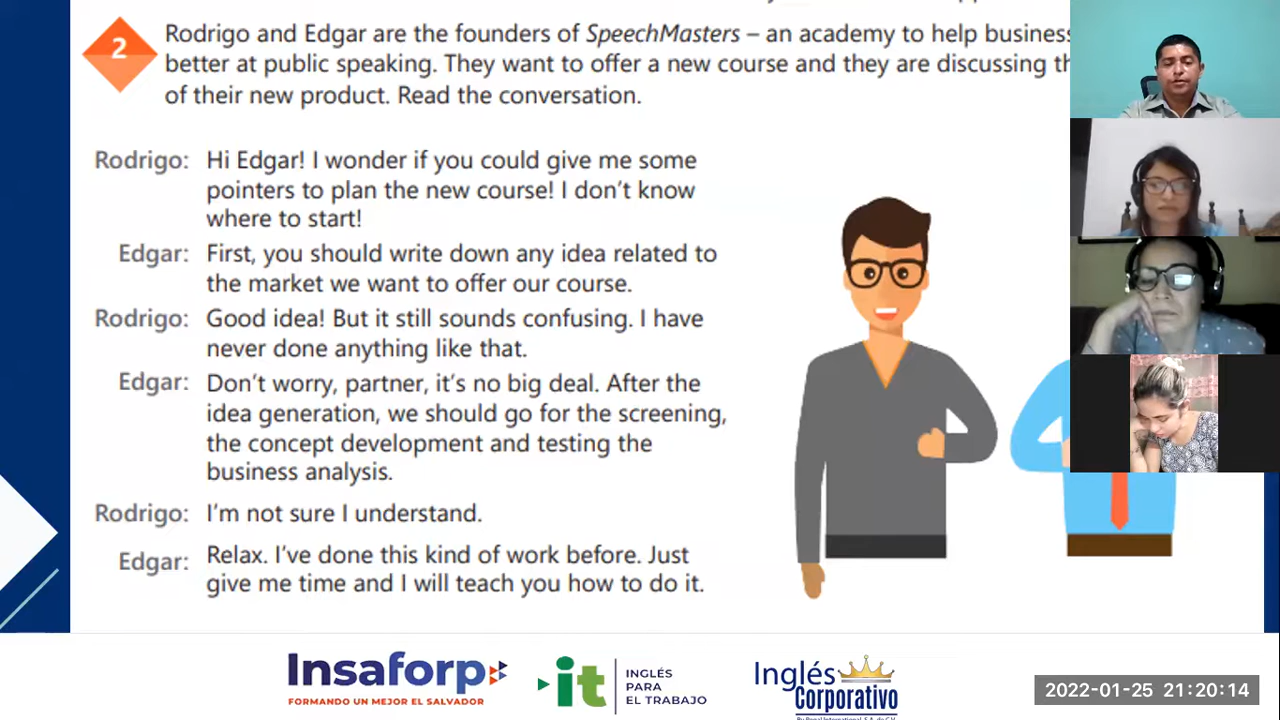 2
Rodrigo and Edgar are the founders of SpeechMasters – an academy to help business
better at public speaking. They want to offer a new course and they are discussing
of their new product. Read the conversation.
Rodrigo: Hi Edgar! I wonder if you could give me some
pointers to plan the new course! I don't know
where to start!
Edgar: First, you should write down any idea related to
the market we want to offer our course.
Rodrigo: Good idea! But it still sounds confusing. I have
never done anything like that.
Edgar: Don't worry, partner, it's no big deal. After the
idea generation, we should go for the screening,
the concept development and testing the
business analysis.
Rodrigo: I'm not sure I understand.
Edgar: Relax. I've done this kind of work before. Just
give me time and I will teach you how to do it.
Insaforp
FORMANDO UN MEJOR EL SALVADOR
it
INGLÉS
PARA
EL TRABAJO
Inglés
Corporativo
2022-01-25 21:20:14